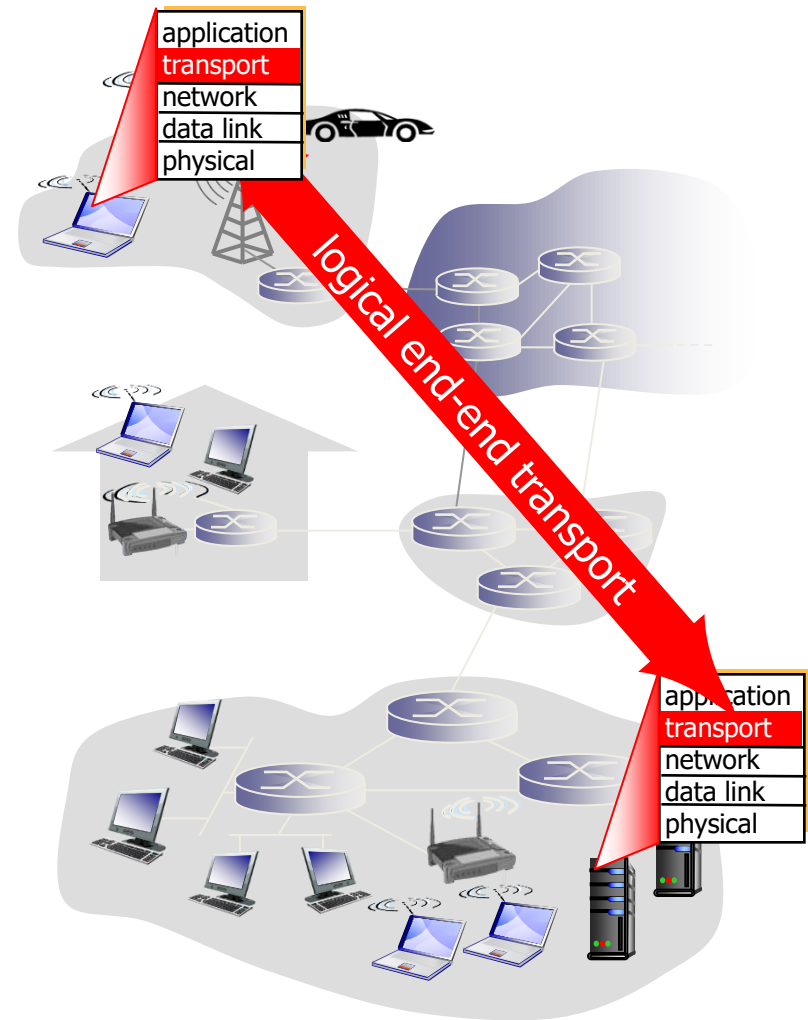 application
transport
network
data link
physical
logical end-end transport
application
transport
network
data link
physical